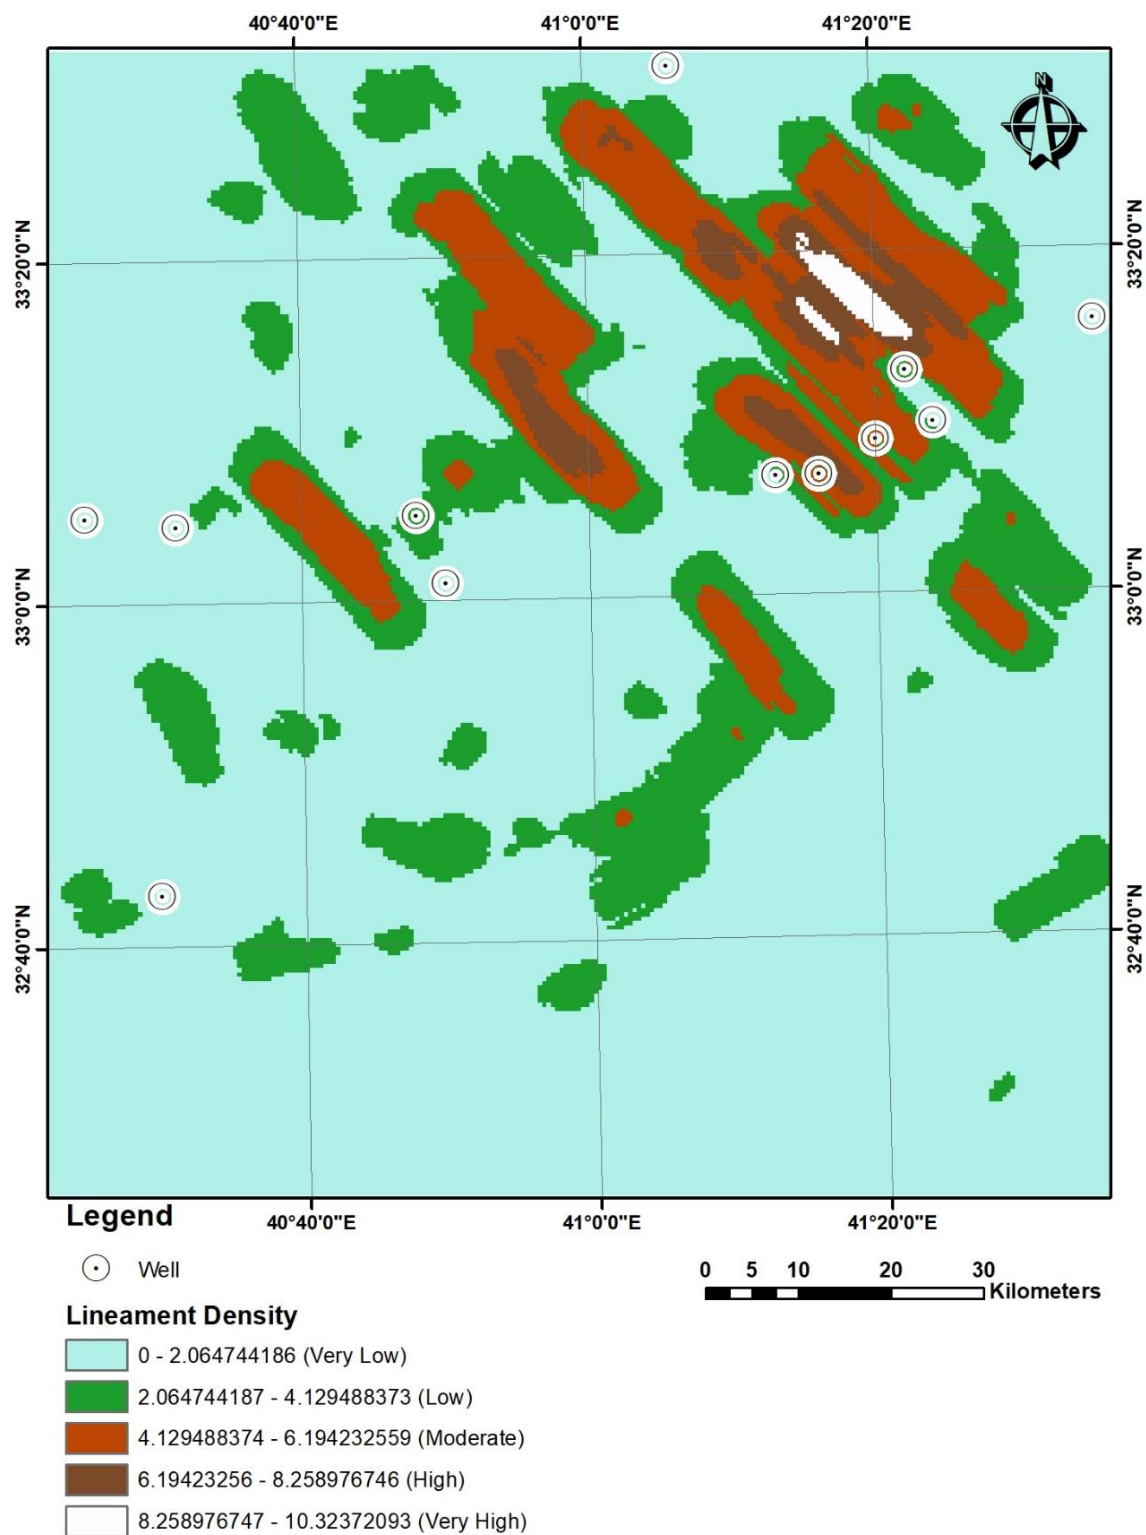 40°40'0"E 41°0'0"E 41°20'0"E
N
33°20'0"N 33°20'0"N
33°0'0"N 33°0'0"N
32°40'0"N 32°40'0"N
40°40'0"E 41°0'0"E 41°20'0"E
Legend
Well
0 5 10 20 30
Kilometers
Lineament Density
0 - 2.064744186 (Very Low)
2.064744187 - 4.129488373 (Low)
4.129488374 - 6.194232559 (Moderate)
6.19423256 - 8.258976746 (High)
8.258976747 - 10.32372093 (Very High)